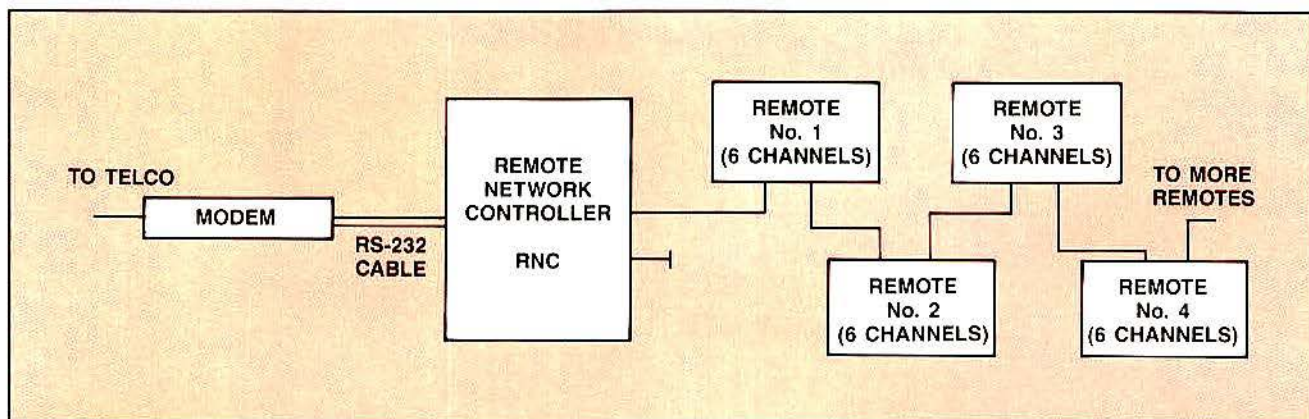 TO TELCO
MODEM
RS-232
CABLE
REMOTE
NETWORK
CONTROLLER
RNC
REMOTE
No. 1
(6 CHANNELS)
REMOTE
No. 2
(6 CHANNELS)
REMOTE
No. 3
(6 CHANNELS)
REMOTE
No. 4
(6 CHANNELS)
TO MORE
REMOTES